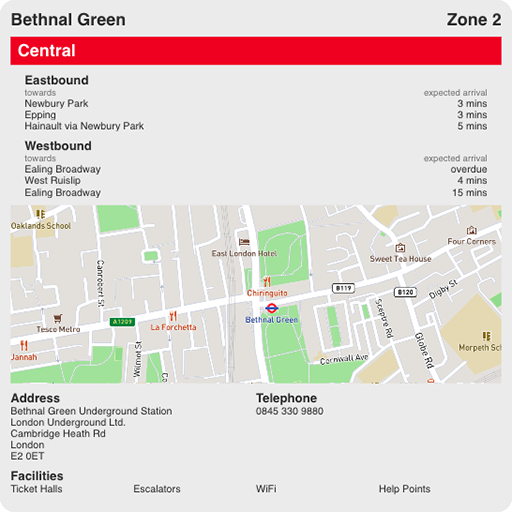 Bethnal Green Zone 2
Central
Eastbound
towards expected arrival
Newbury Park 3 mins
Epping 3 mins
Hainault via Newbury Park 5 mins
Westbound
towards expected arrival
Ealing Broadway overdue
West Ruislip 4 mins
Ealing Broadway 15 mins
Oaklands School
Four Corners
East London Hotel
Sweet Tea House
Canrobert St
Digby St
B119
B120
Chiringuito
Bethnal Green
A1209
Tesco Metro
La Forchetta
Sceptre Rd
Globe Rd
Morpeth Sc
Jannah
Wilmot St
Co
Cornwall Ave
Address Telephone
Bethnal Green Underground Station 0845 330 9880
London Underground Ltd.
Cambridge Heath Rd
London
E2 0ET
Facilities
Ticket Halls Escalators WiFi Help Points